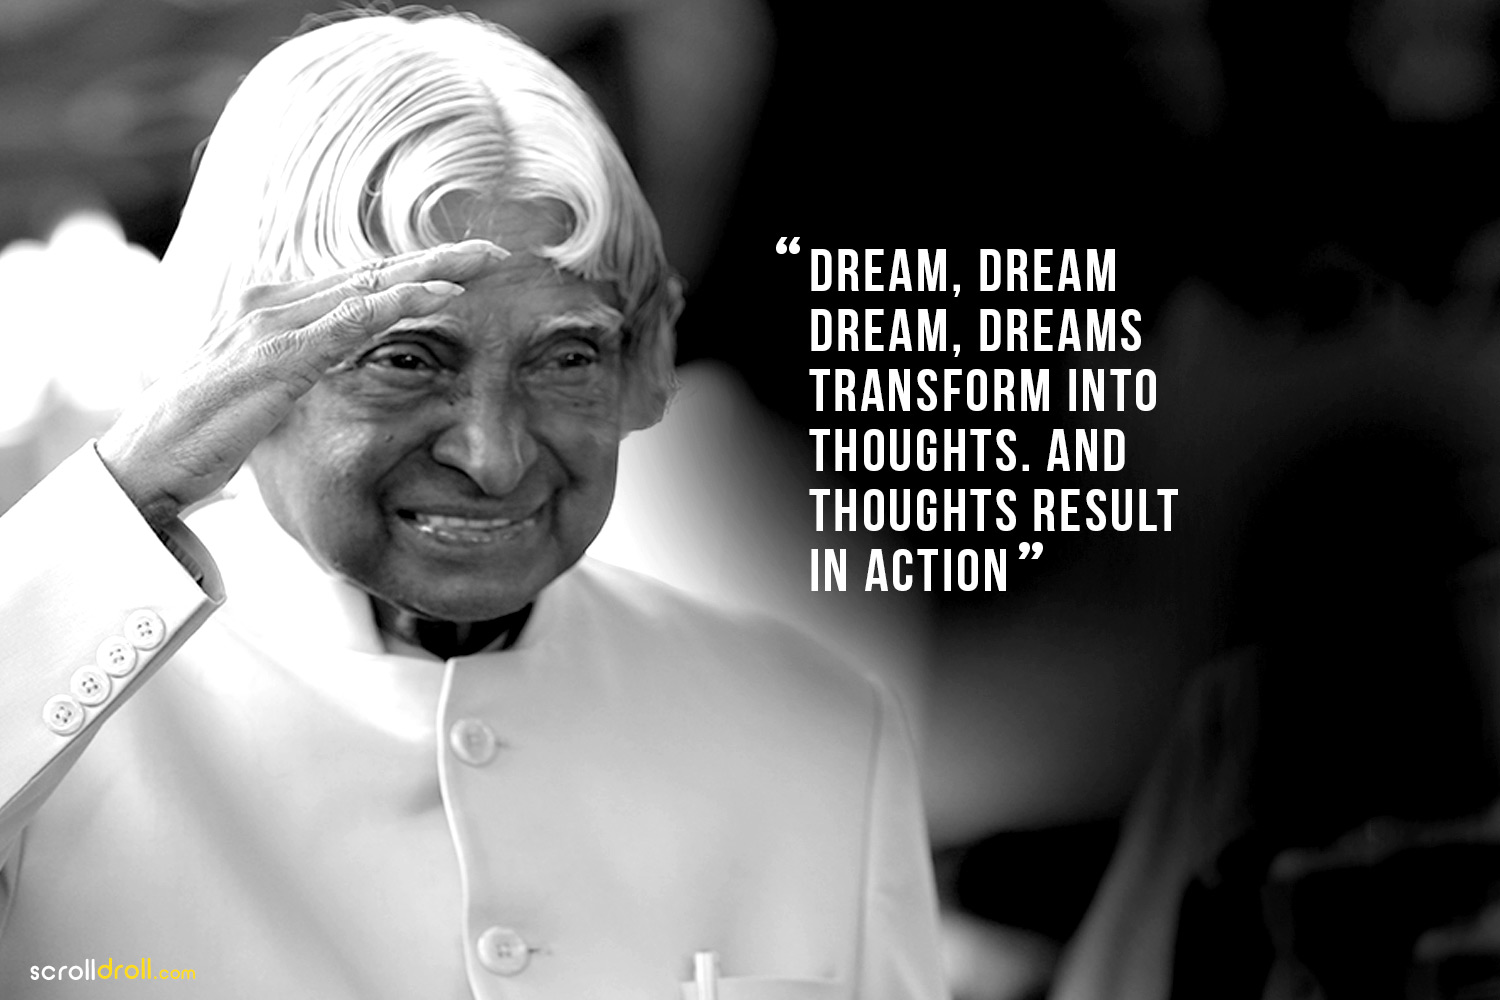 “DREAM, DREAM
DREAM, DREAMS
TRANSFORM INTO
THOUGHTS. AND
THOUGHTS RESULT
IN ACTION”
scrolldroll.com